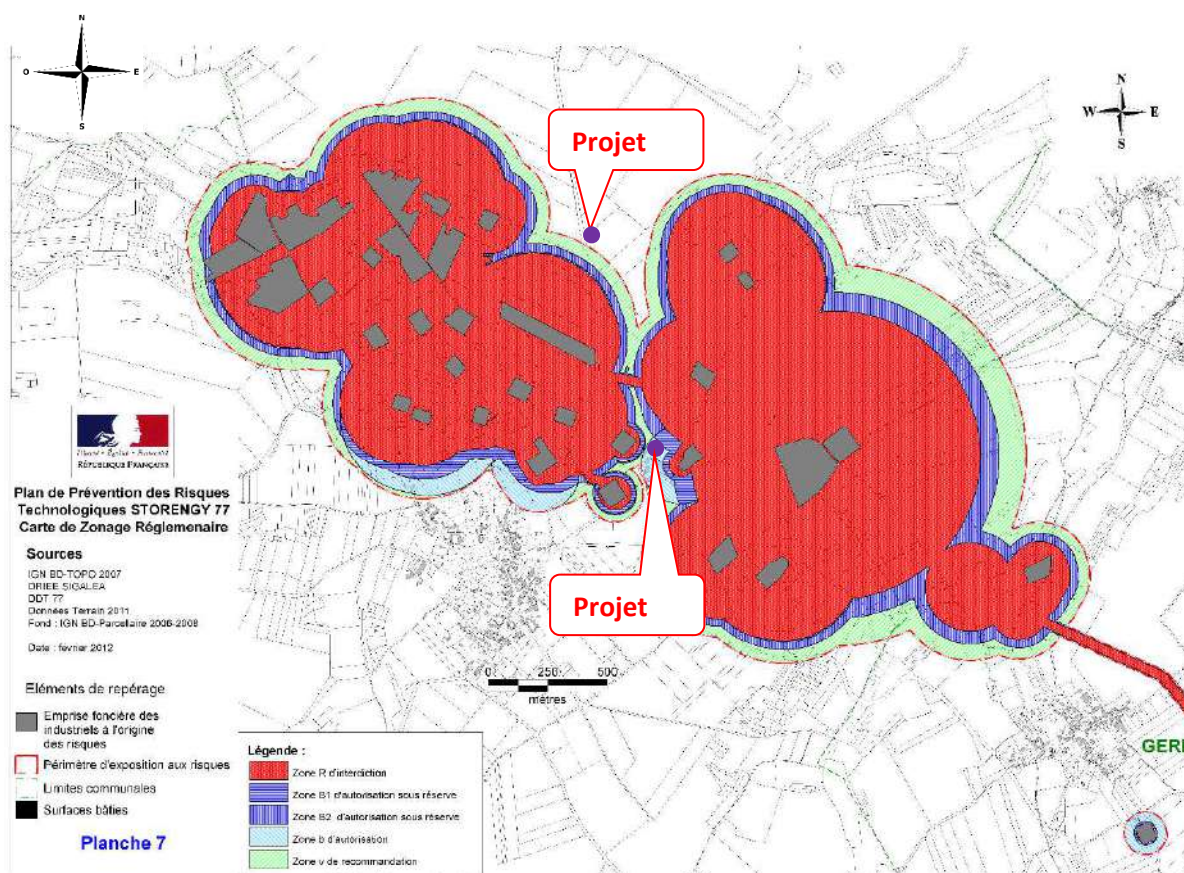 N
O
E
S
N
W
E
S
Projet
Projet
Liberté • Égalité • Fraternité
RÉPUBLIQUE FRANÇAISE
Plan de Prévention des Risques
Technologiques STORENGY 77
Carte de Zonage Réglemenaire
Sources
IGN BD-TOPO 2007
DRIEE SIGALEA
DDT 77
Données Terrain 2011
Fond : IGN BD-Parcellaire 2006-2008
Date : février 2012
Eléments de repérage
Emprise foncière des
industriels à l'origine
des risques
Périmètre d'exposition aux risques
Limites communales
Surfaces bâties
Planche 7
0 250 500
mètres
Légende :
Zone R d'interdiction
Zone B1 d'autorisation sous réserve
Zone B2 d'autorisation sous réserve
Zone b d'autorisation
Zone v de recommandation
GER